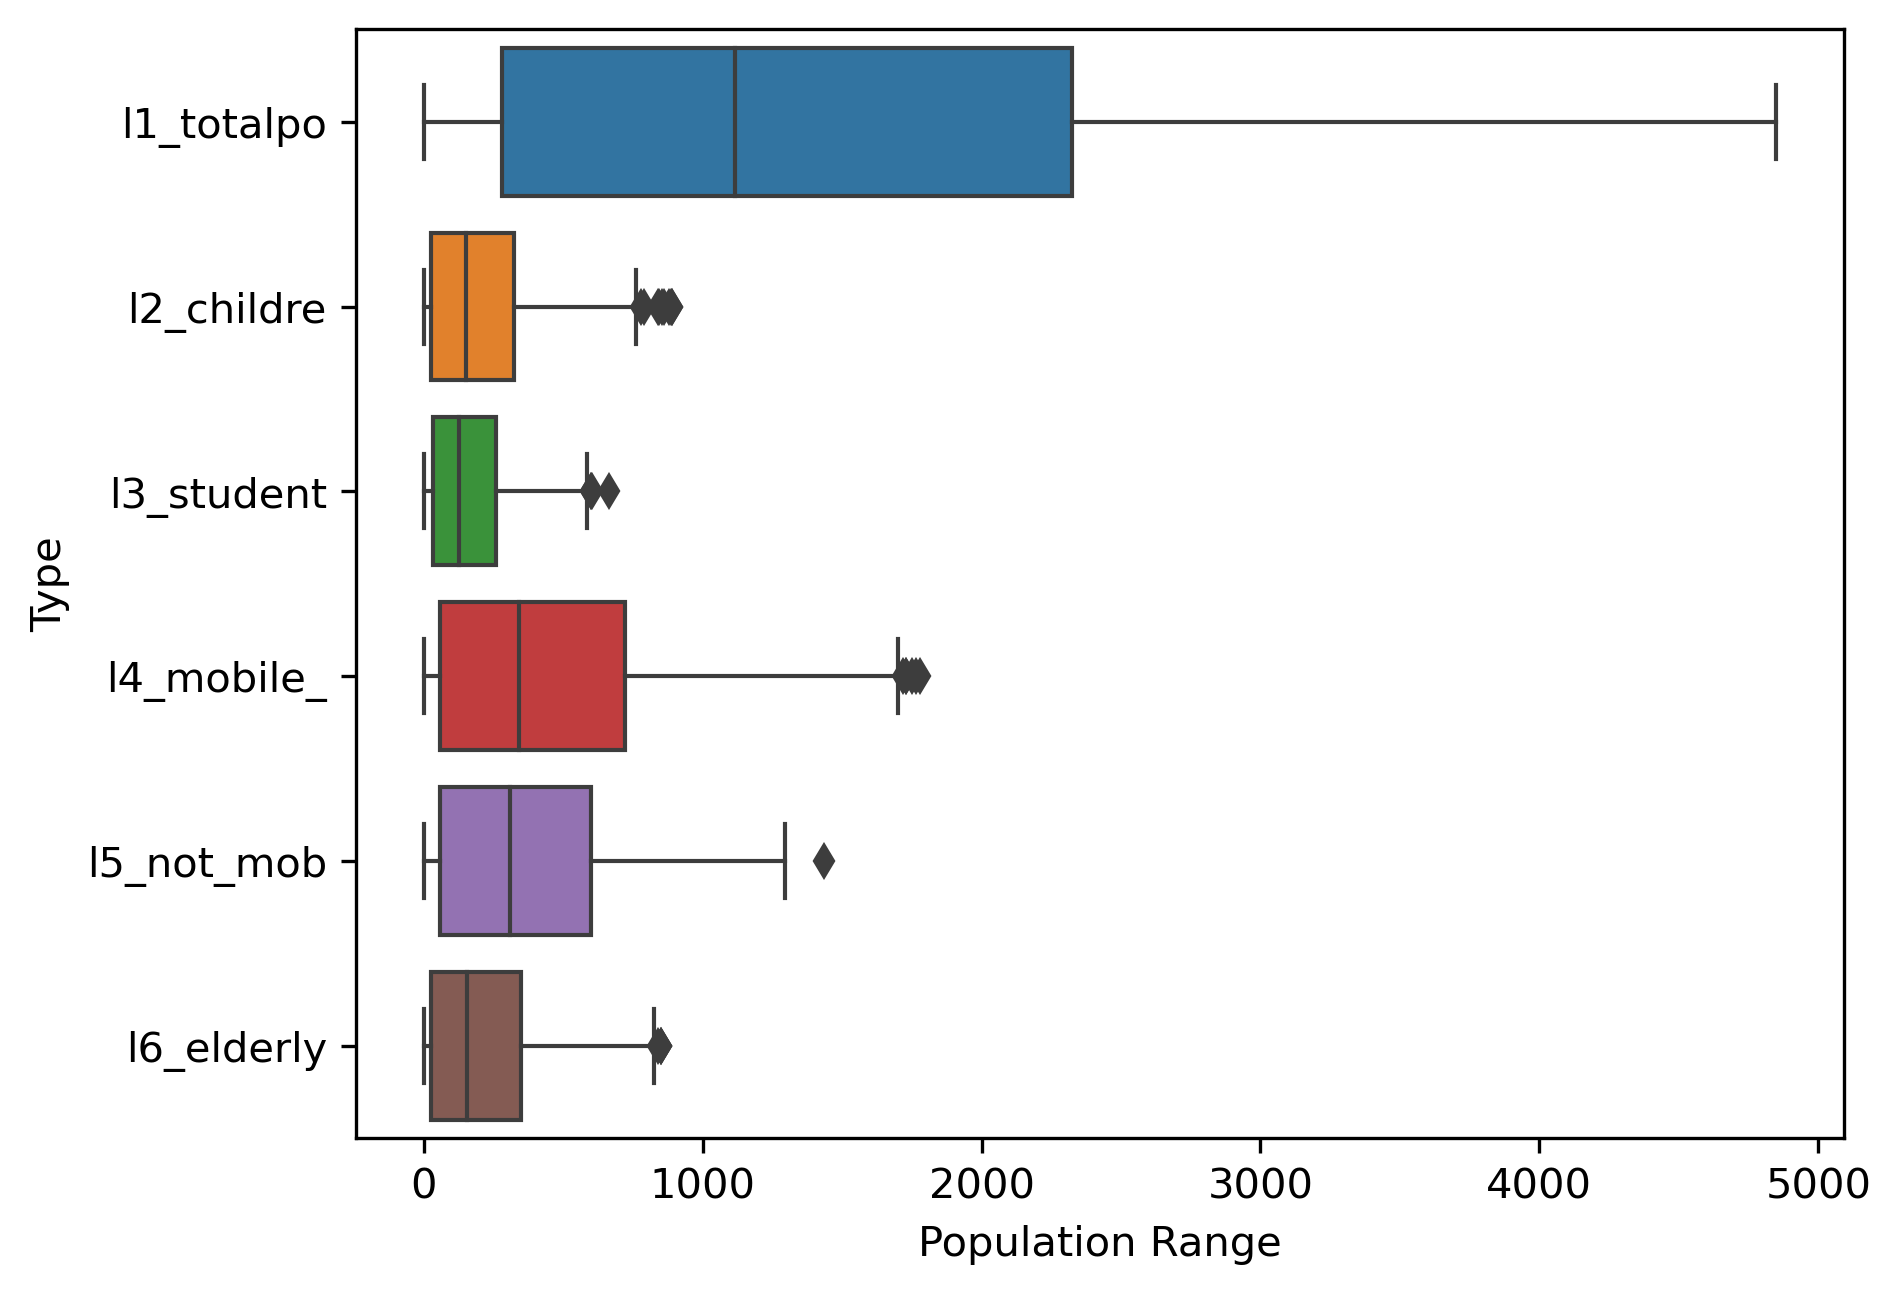 l1_totalpo
l2_childre
l3_student
l4_mobile_
l5_not_mob
l6_elderly
Type
0 1000 2000 3000 4000 5000
Population Range